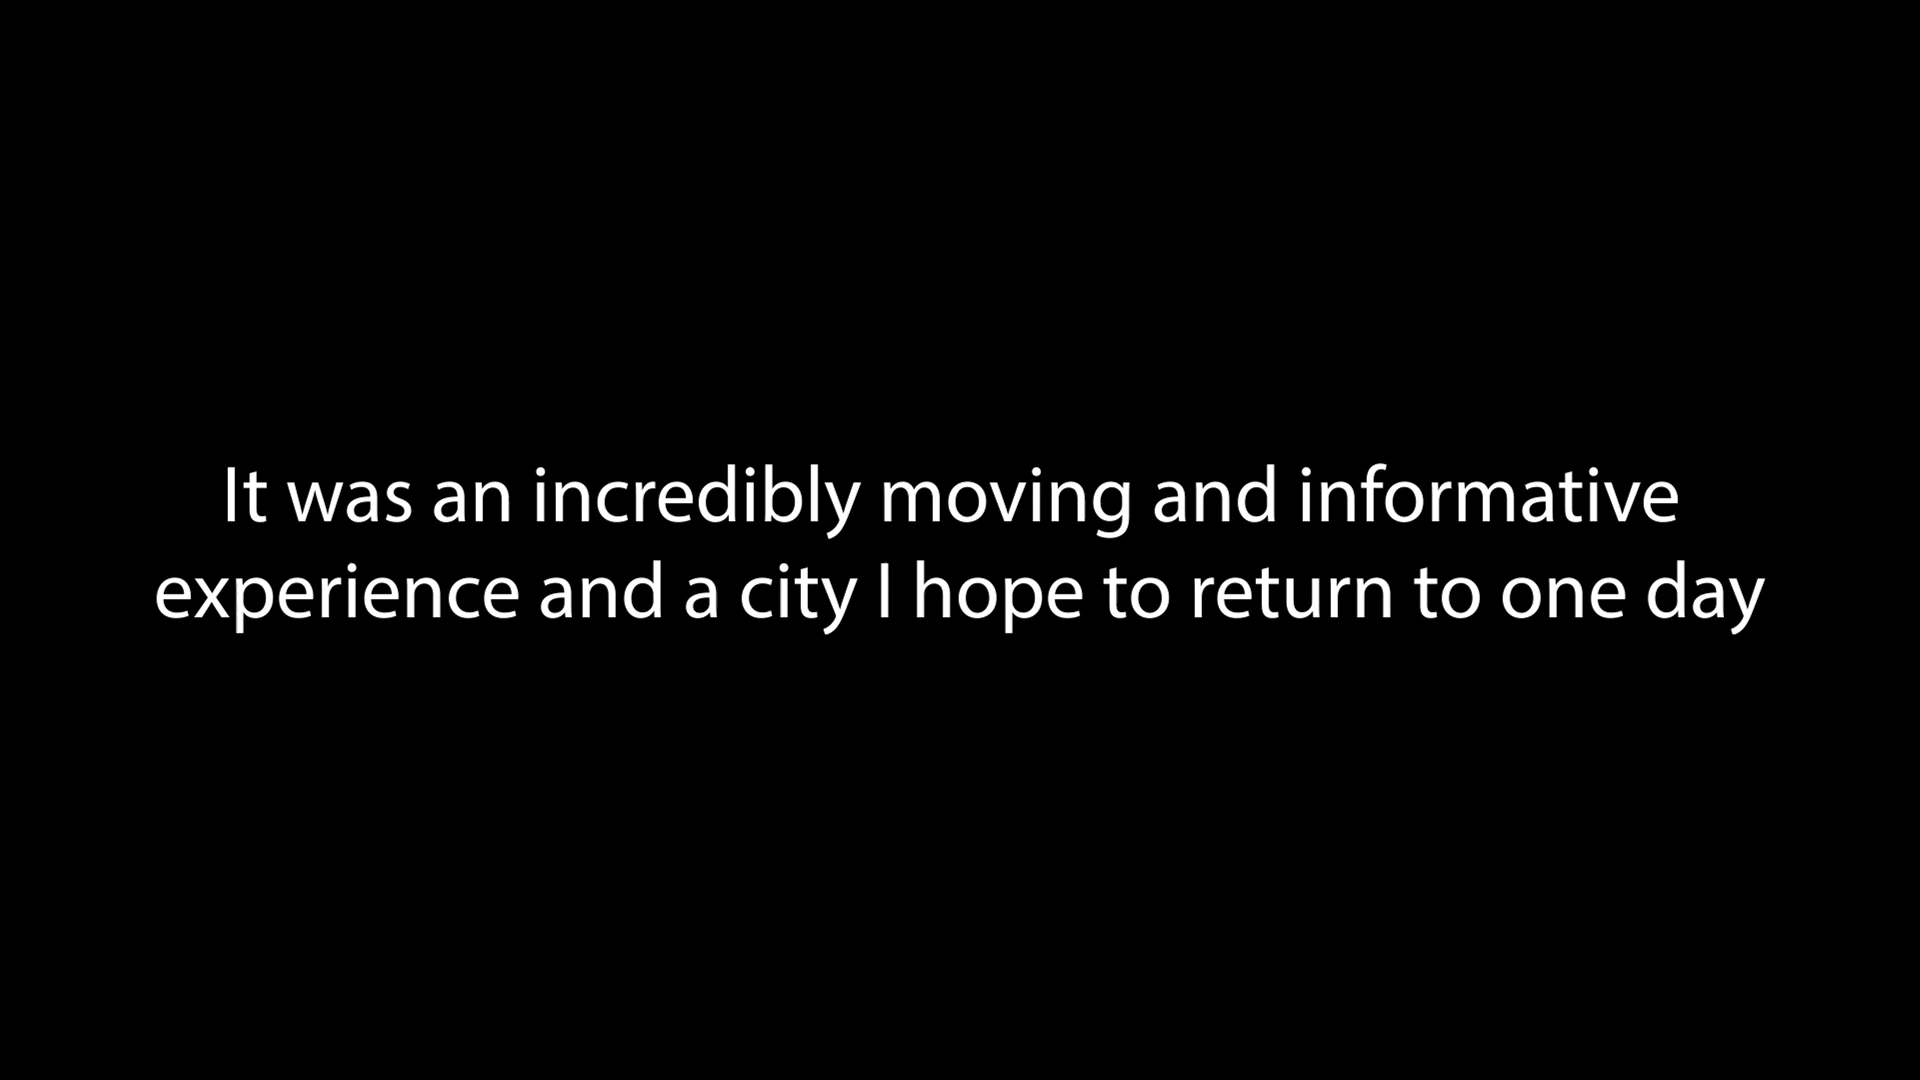 It was an incredibly moving and informative
experience and a city I hope to return to one day